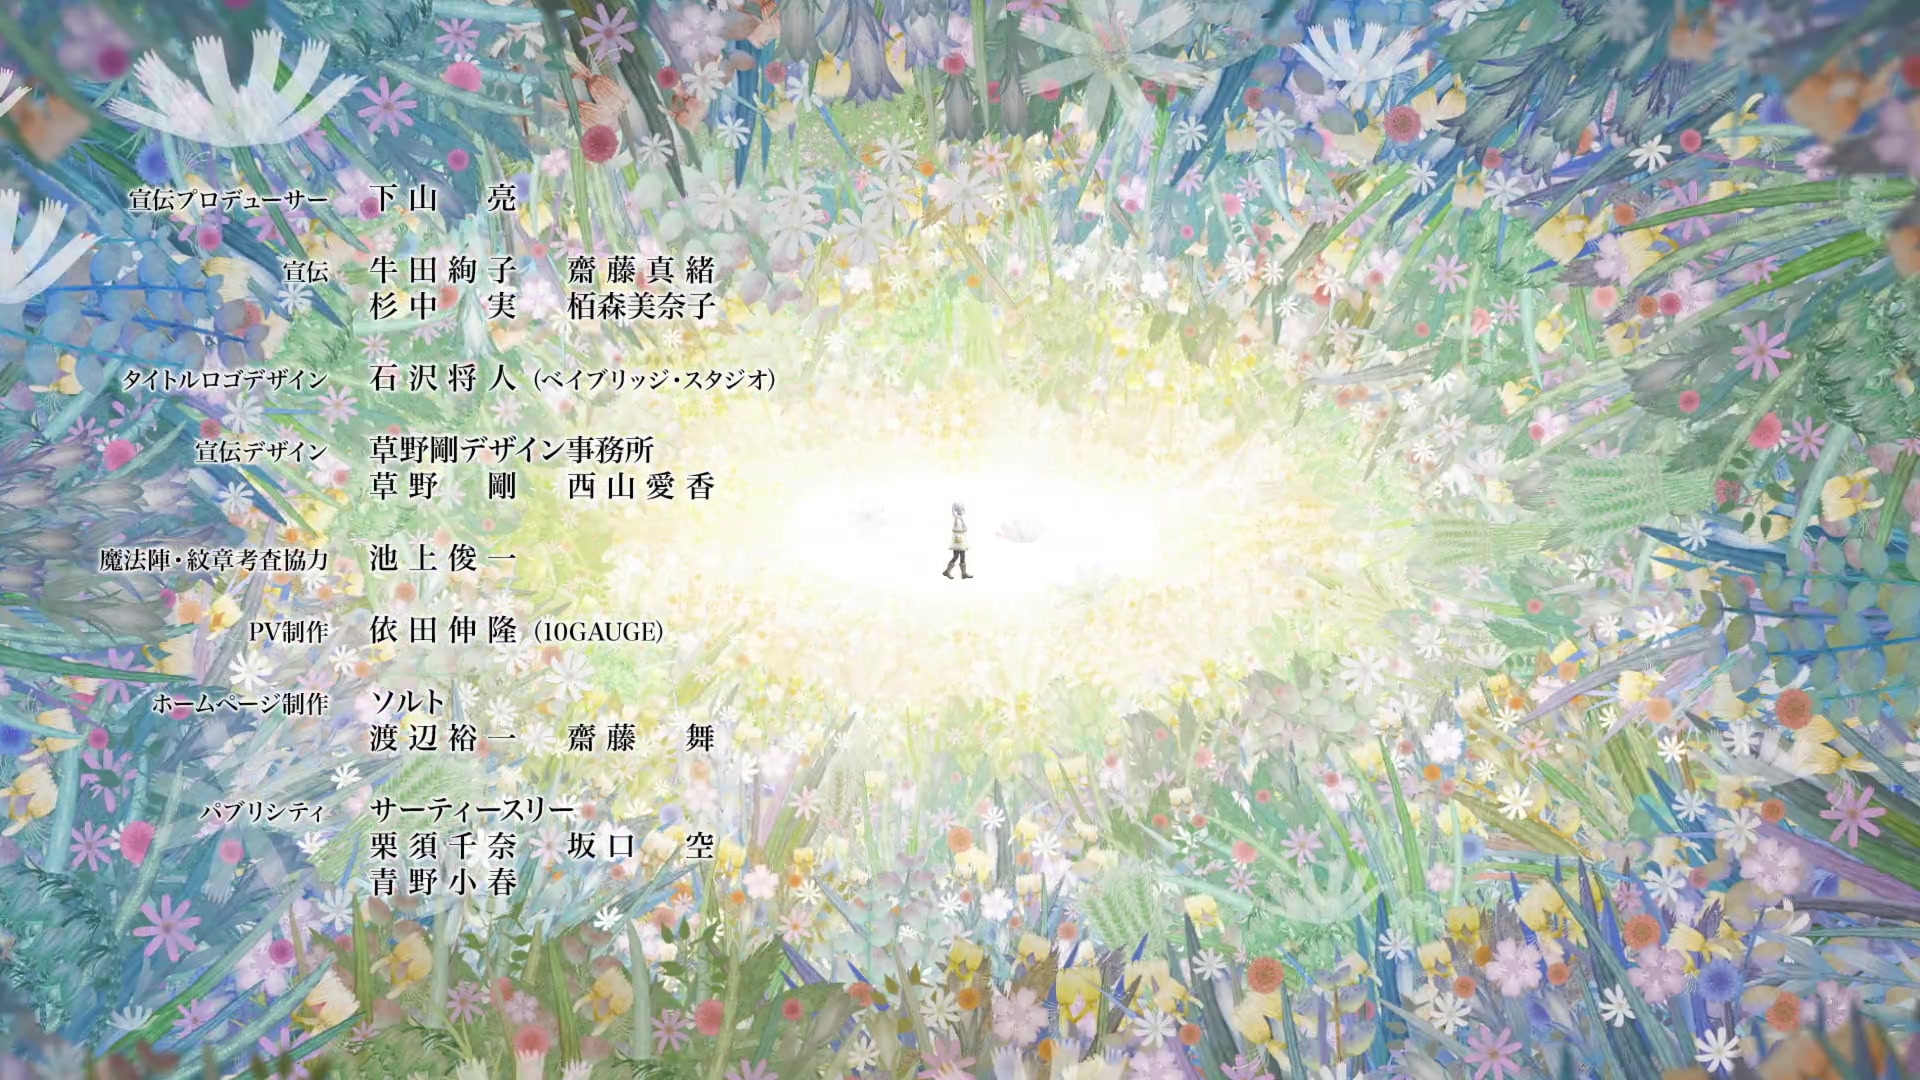 宣伝プロデューサー 下山 亮
宣伝 牛田絢子 齋藤真緒
杉中 実 栢森美奈子
タイトルロゴデザイン 石沢将人（ベイブリッジ・スタジオ）
宣伝デザイン 草野剛デザイン事務所
草野 剛 西山愛香
魔法陣・紋章考査協力 池上俊一
PV制作 依田伸隆（10GAUGE）
ホームページ制作 ソルト
渡辺裕一 齋藤 舞
パブリシティ サーティースリー
栗須千奈 坂口 空
青野小春